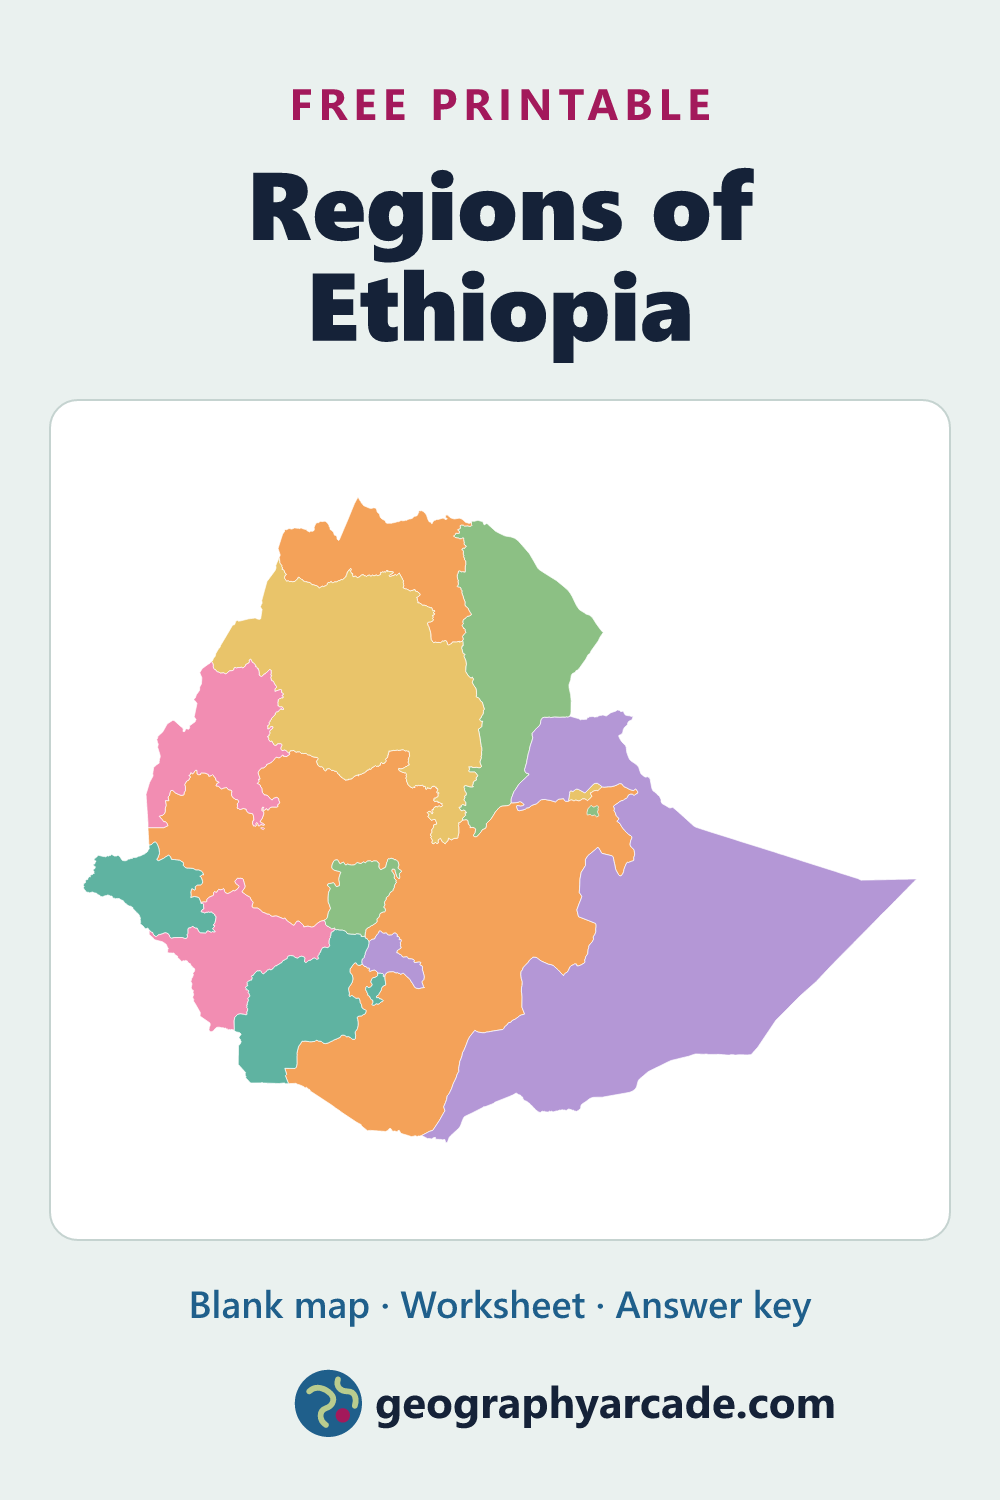 FREE PRINTABLE
Regions of
Ethiopia
Blank map · Worksheet · Answer key
geographyarcade.com